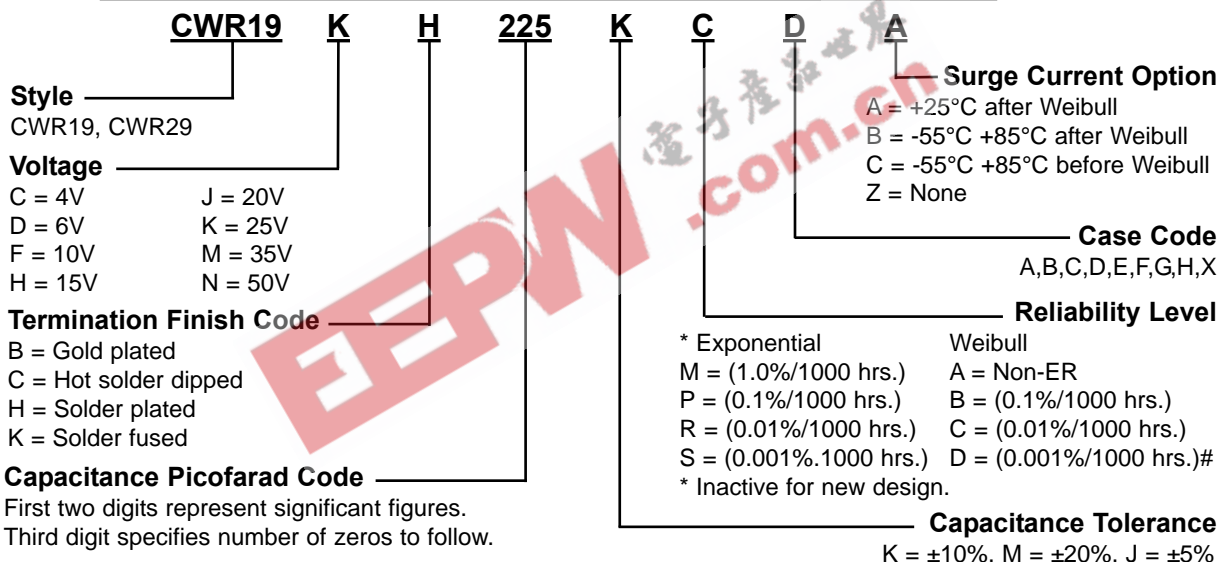 CWR19 K H 225 K C D A
Style
CWR19, CWR29
Voltage
C = 4V J = 20V
D = 6V K = 25V
F = 10V M = 35V
H = 15V N = 50V
Termination Finish Code
B = Gold plated
C = Hot solder dipped
H = Solder plated
K = Solder fused
Capacitance Picofarad Code
First two digits represent significant figures.
Third digit specifies number of zeros to follow.
Surge Current Option
A = +25°C after Weibull
B = -55°C +85°C after Weibull
C = -55°C +85°C before Weibull
Z = None
Case Code
A,B,C,D,E,F,G,H,X
Reliability Level
* Exponential Weibull
M = (1.0%/1000 hrs.) A = Non-ER
P = (0.1%/1000 hrs.) B = (0.1%/1000 hrs.)
R = (0.01%/1000 hrs.) C = (0.01%/1000 hrs.)
S = (0.001%.1000 hrs.) D = (0.001%/1000 hrs.)#
* Inactive for new design.
Capacitance Tolerance
K = ±10%, M = ±20%, J = ±5%
EEPW
.com.cn
电子产品世界